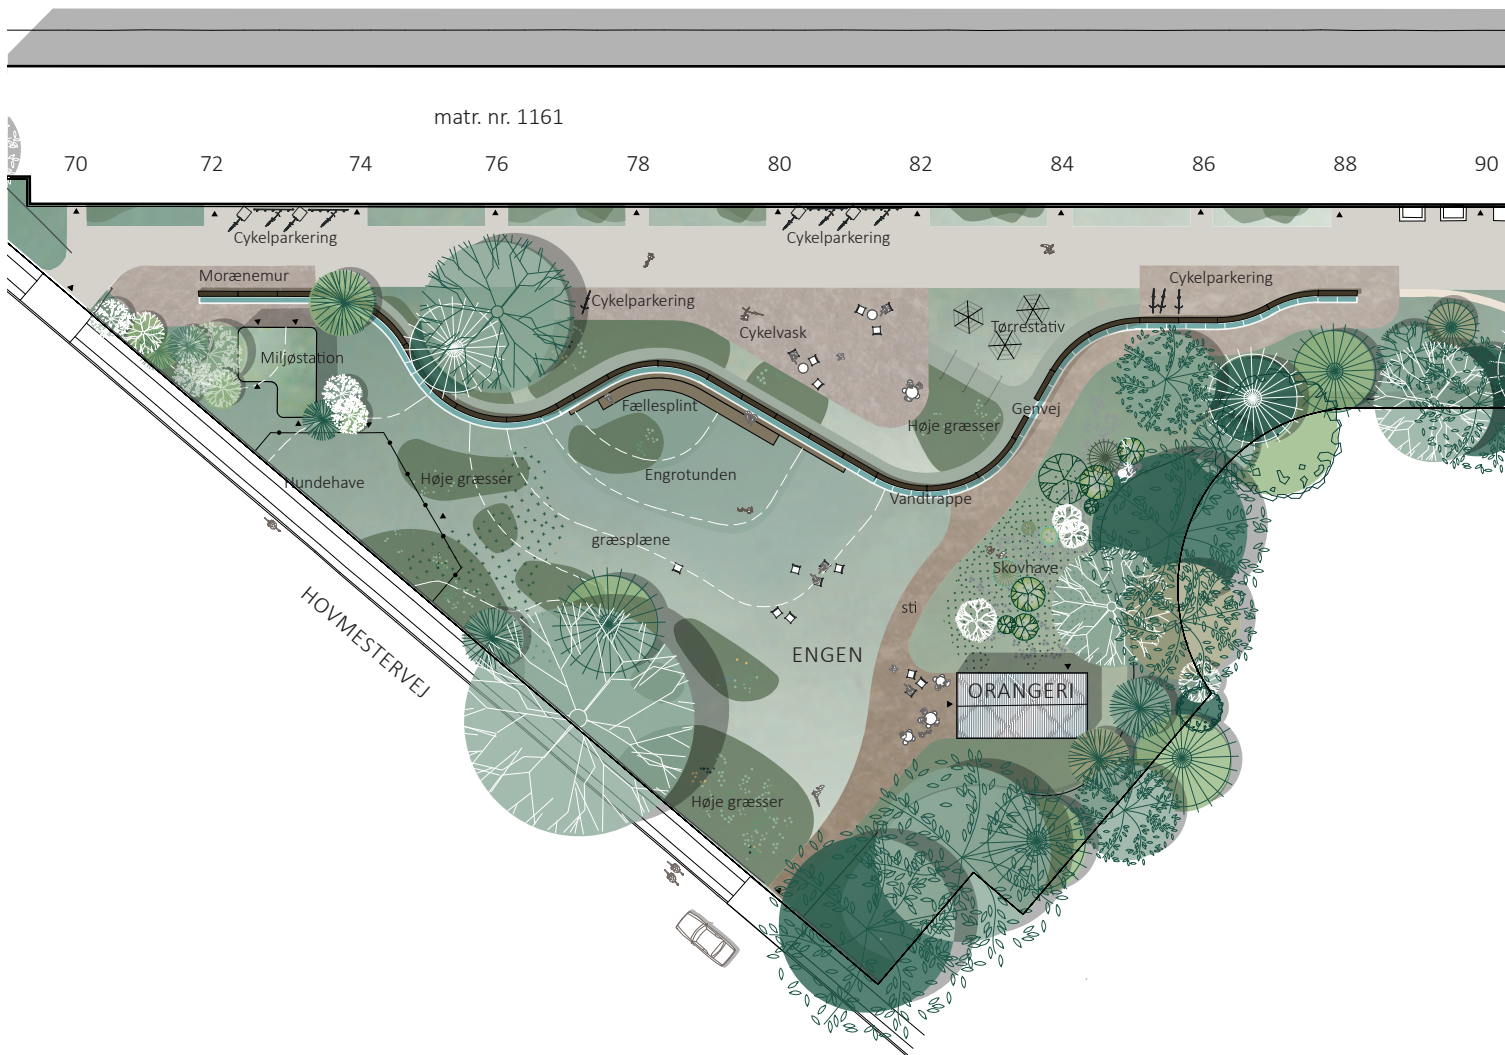 matr. nr. 1161
70 72 74 76 78 80 82 84 86 88 90
Cykelparkering
Cykelparkering
Morænemur
Cykelparkering
Cykelparkering
Cykelvask
Tørrestativ
Miljøstation
Fællesplint
Genvej
Høje græsser
Hundehave
Høje græsser
Engrotunden
Vandtrappe
græsplæne
Skovhave
sti
HOVMESTERVEJ
ENGEN
ORANGERI
Høje græsser